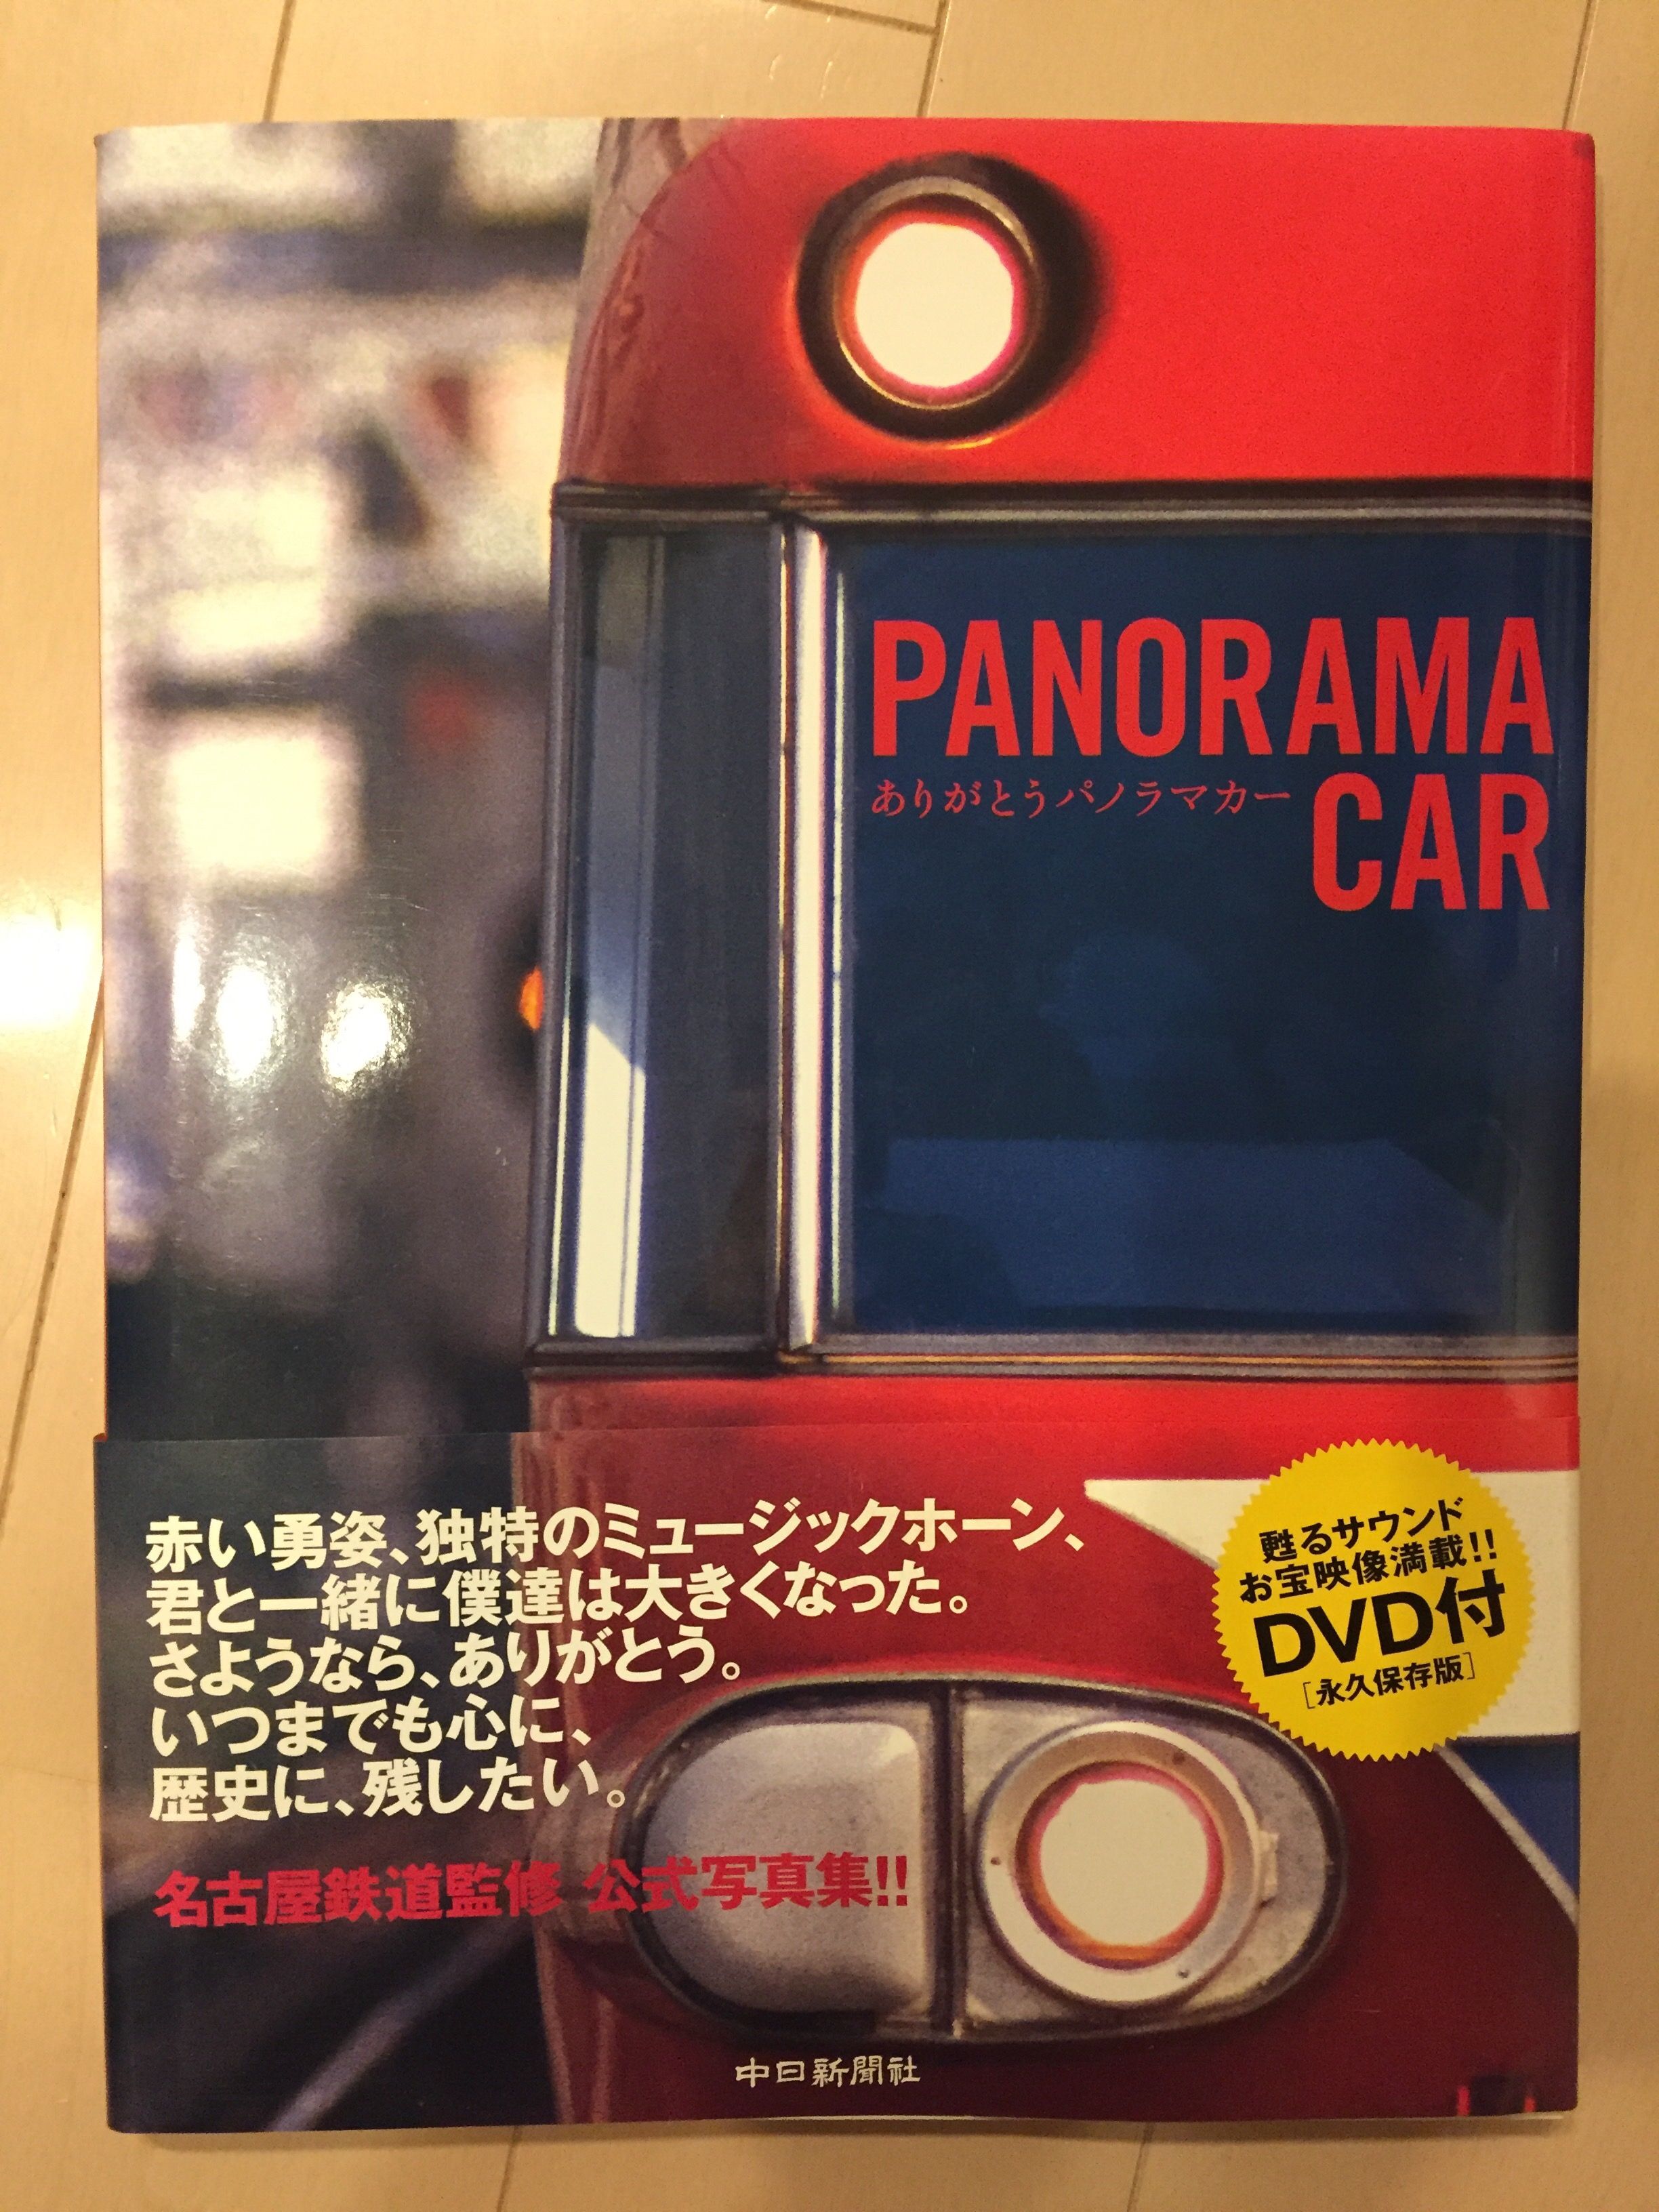 PANORAMA
ありがとうパノラマカー
CAR
赤い勇姿、独特のミュージックホーン、
君と一緒に僕達は大きくなった。
さようなら、ありがとう。
いつまでも心に、
歴史に、残したい。
名古屋鉄道監修 公式写真集!!
甦るサウンド
お宝映像満載!!
DVD付
[永久保存版]
中日新聞社